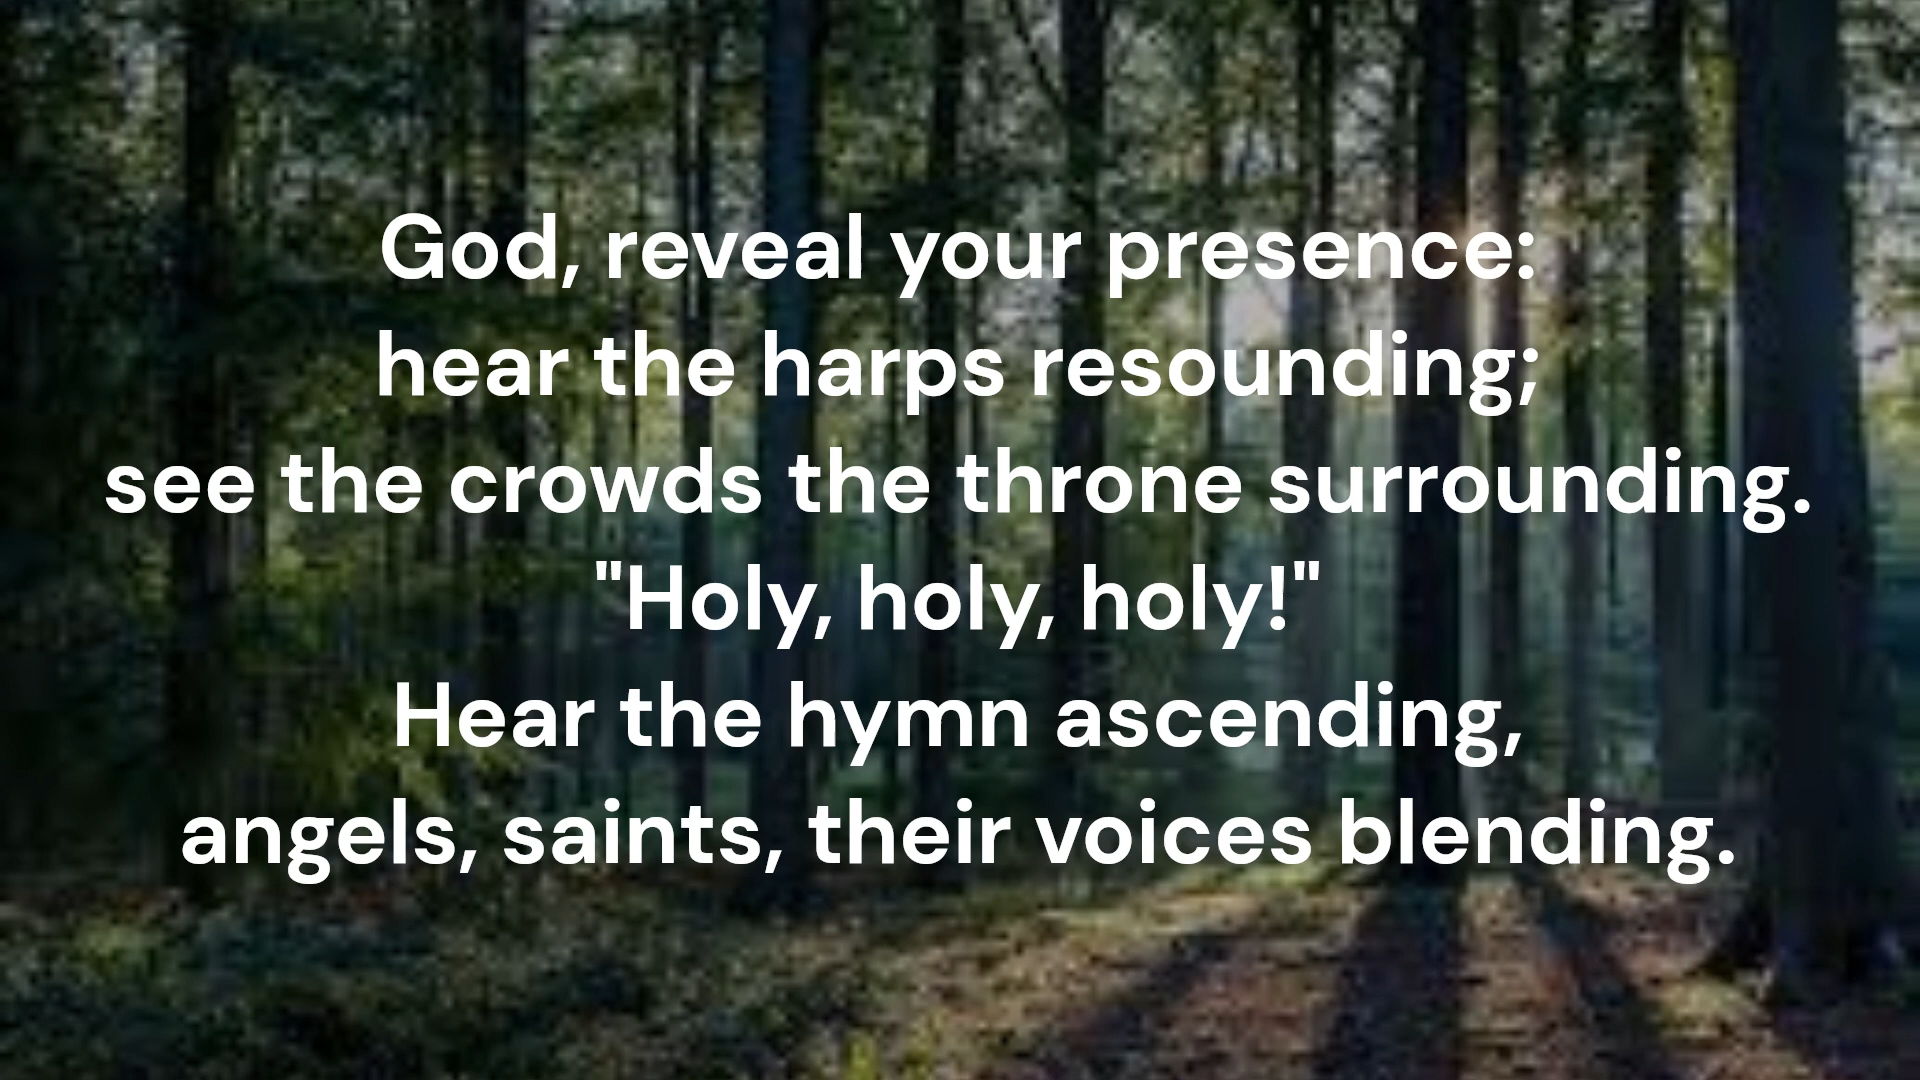 God, reveal your presence:
hear the harps resounding;
see the crowds the throne surrounding.
"Holy, holy, holy!"
Hear the hymn ascending,
angels, saints, their voices blending.